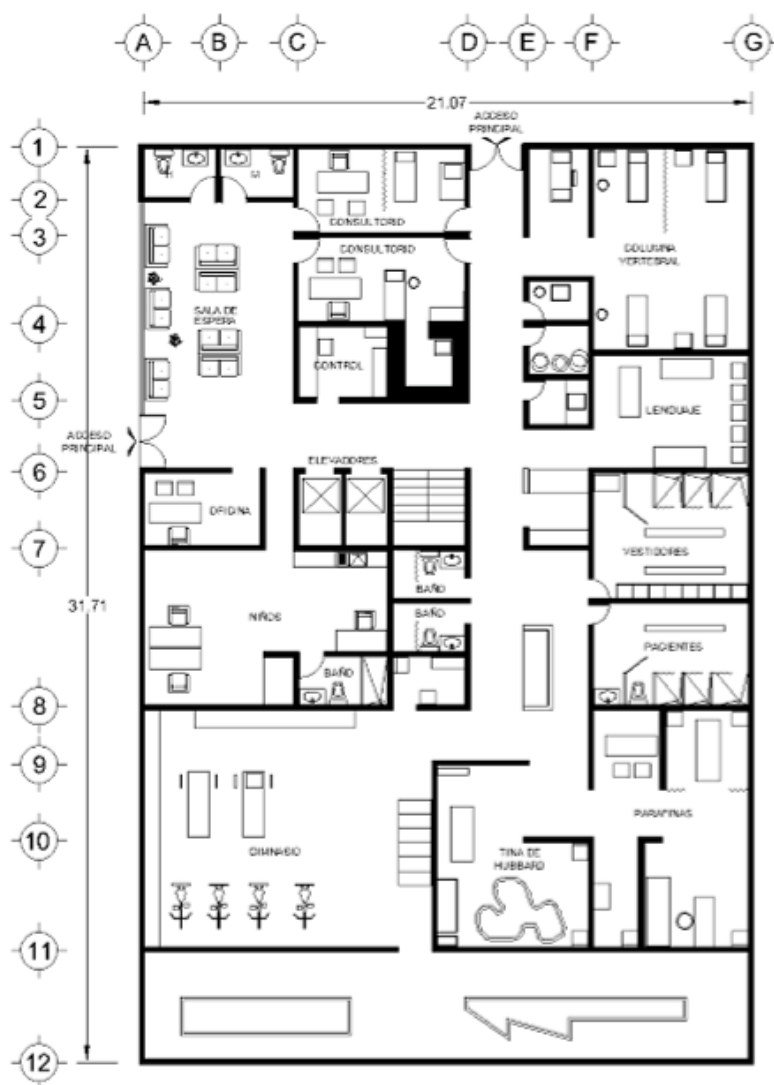 A B C D E F G
21.07
ACCESO
PRINCIPAL
1
H M
2
CONSULTORIO
3
CONSULTORIO
COLUMNA
VERTEBRAL
SALA DE
ESPERA
4
CONTROL
5
LENGUAJE
ACCESO
PRINCIPAL
ELEVADORES
6
OFICINA
7
VESTIDORES
BAÑO
31.71
NIÑOS
BAÑO
PACIENTES
BAÑO
8
9
PARAFINAS
10
GIMNASIO
TINA DE
HUBBARD
11
12